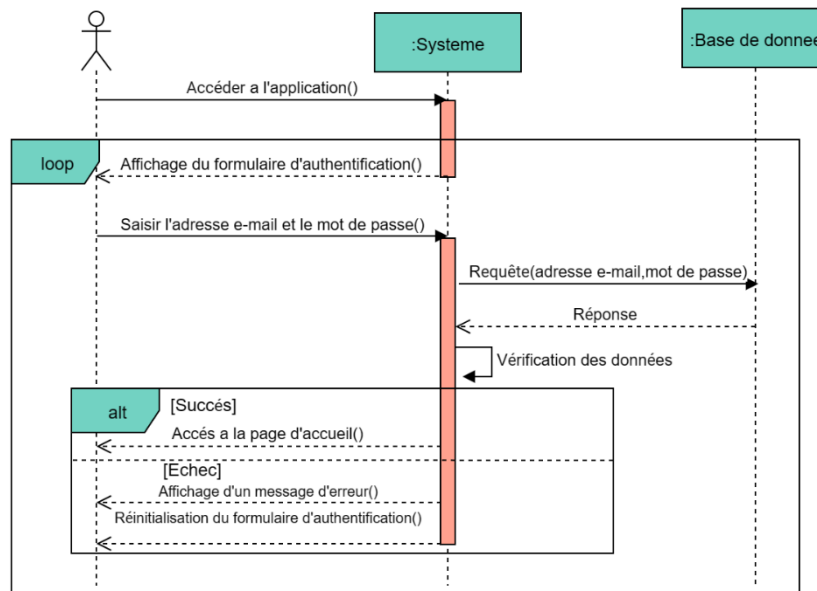 :Systeme
:Base de donnee
Accéder a l'application()
loop
Affichage du formulaire d'authentification()
Saisir l'adresse e-mail et le mot de passe()
Requête(adresse e-mail,mot de passe)
Réponse
Vérification des données
alt
[Succés]
Accés a la page d'accueil()
[Echec]
Affichage d'un message d'erreur()
Réinitialisation du formulaire d'authentification()